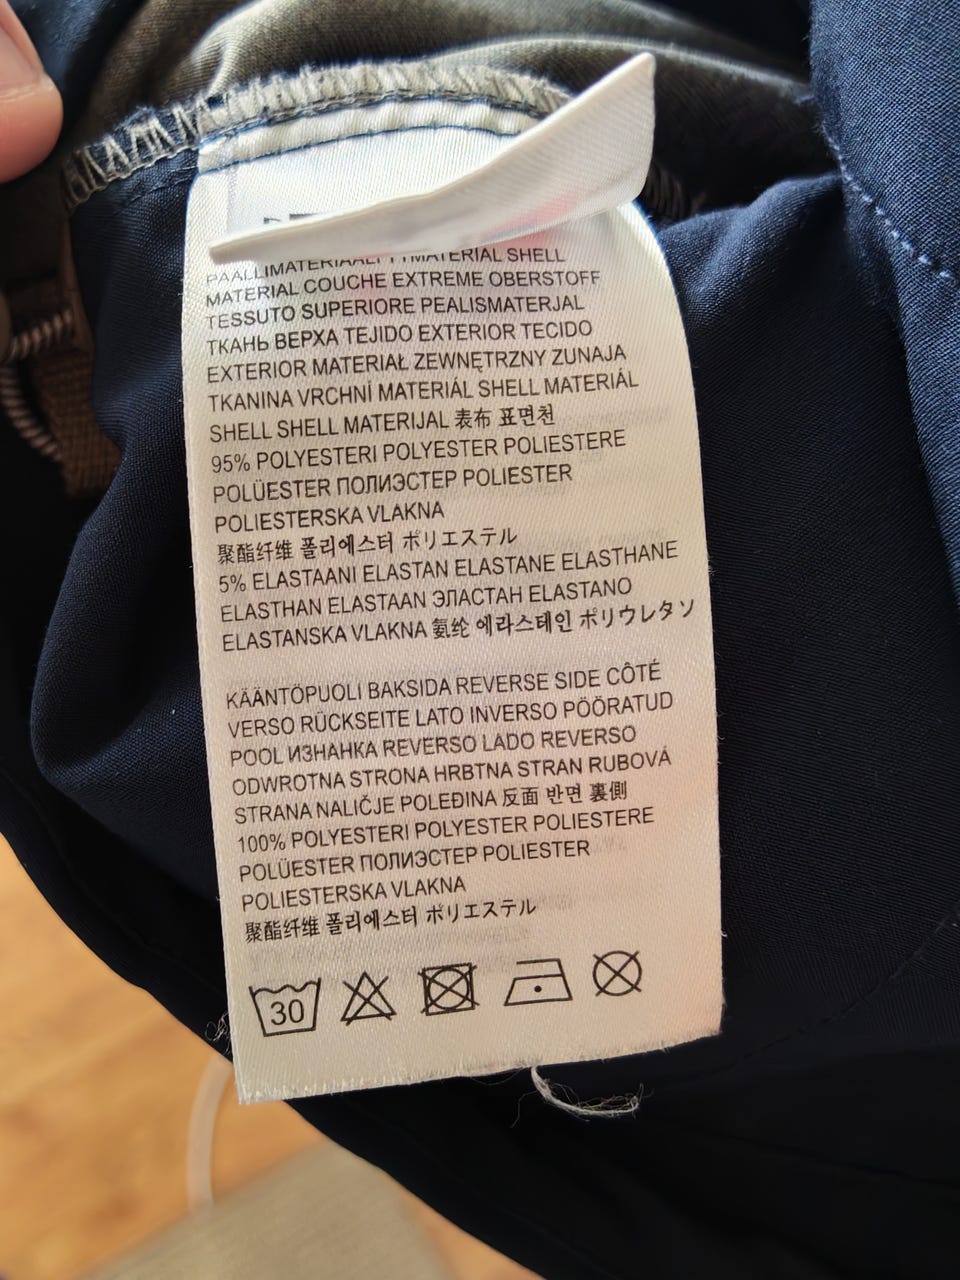 PÄÄLLIMATERIAALI YTMATERIAL SHELL
MATERIAL COUCHE EXTREME OBERSTOFF
TESSUTO SUPERIORE PEALISMATERJAL
ТКАНЬ ВЕРХА TEJIDO EXTERIOR TECIDO
EXTERIOR MATERIAŁ ZEWNĘTRZNY ZUNAJA
TKANINA VRCHNÍ MATERIÁL SHELL MATERIÁL
SHELL SHELL MATERIJAL 表布 표면천
95% POLYESTERI POLYESTER POLIESTERE
POLÜESTER ПОЛИЭСТЕР POLIESTER
POLIESTERSKA VLAKNA
聚酯纤维 폴리에스터 ポリエステル
5% ELASTAANI ELASTAN ELASTANE ELASTHANE
ELASTHAN ELASTAAN ЭЛАСТАН ELASTANO
ELASTANSKA VLAKNA 氨纶 에라스테인 ポリウレタソ
KÄÄNTÖPUOLI BAKSIDA REVERSE SIDE CÔTÉ
VERSO RÜCKSEITE LATO INVERSO PÖÖRATUD
POOL ИЗНАНКА REVERSO LADO REVERSO
ODWROTNA STRONA HRBTNA STRAN RUBOVÁ
STRANA NALIČJE POLEĐINA 反面 반면 裏側
100% POLYESTERI POLYESTER POLIESTERE
POLÜESTER ПОЛИЭСТЕР POLIESTER
POLIESTERSKA VLAKNA
聚酯纤维 폴리에스터 ポリエステル
30